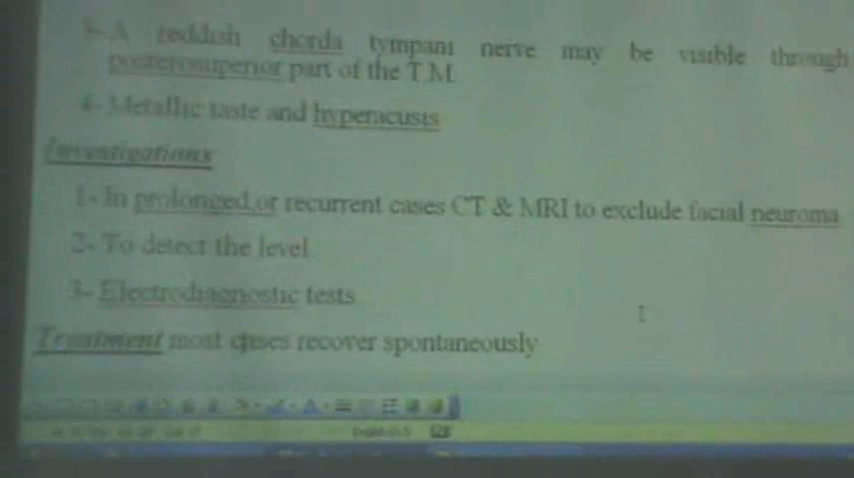 3- A reddish chorda tympani nerve may be visible through
posterosuperior part of the T.M.
4- Metallic taste and hyperacusis
Investigations
1- In prolonged or recurrent cases CT & MRI to exclude facial neuroma
2- To detect the level
3- Electrodiagnostic tests
Treatment most cases recover spontaneously